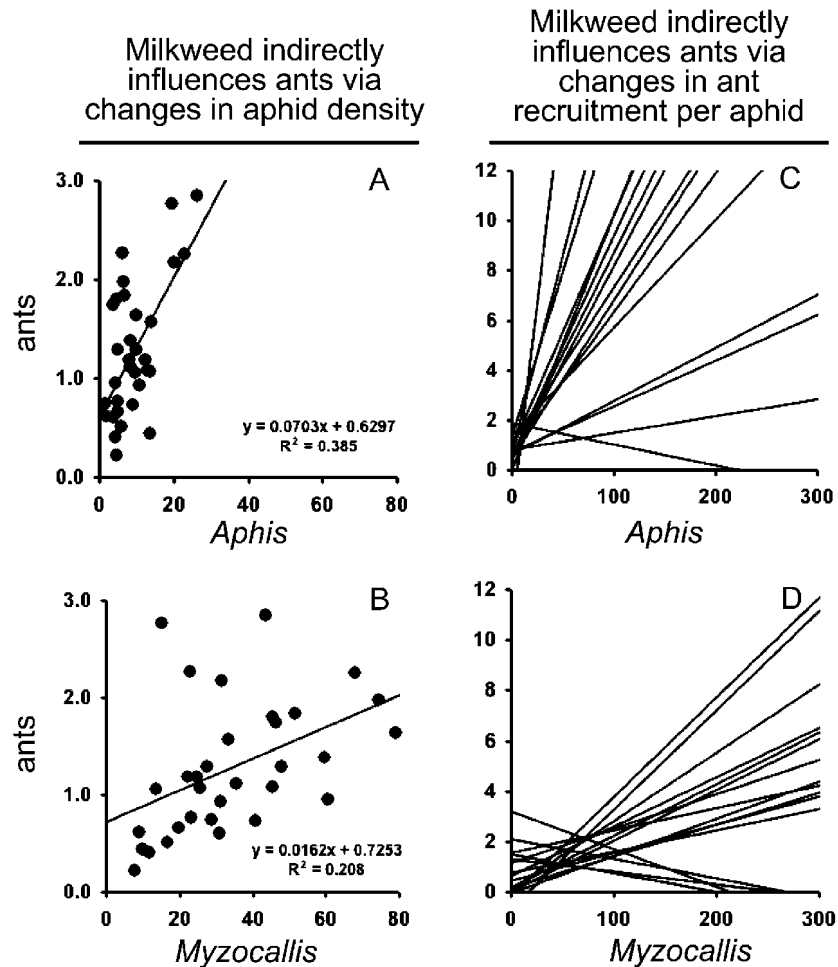 Milkweed indirectly
influences ants via
changes in aphid density
Milkweed indirectly
influences ants via
changes in ant
recruitment per aphid
A
3.0
2.0
1.0
0.0
ants
y = 0.0703x + 0.6297
R² = 0.385
0 20 40 60 80
Aphis
C
12
10
8
6
4
2
0
0 100 200 300
Aphis
B
3.0
2.0
1.0
0.0
ants
y = 0.0162x + 0.7253
R² = 0.208
0 20 40 60 80
Myzocallis
D
12
10
8
6
4
2
0
0 100 200 300
Myzocallis